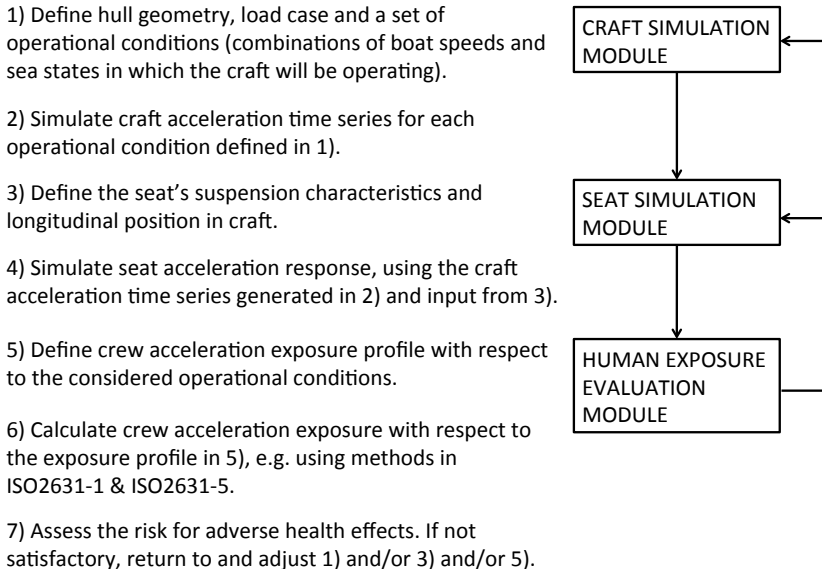 1) Define hull geometry, load case and a set of
operational conditions (combinations of boat speeds and
sea states in which the craft will be operating).
2) Simulate craft acceleration time series for each
operational condition defined in 1).
3) Define the seat's suspension characteristics and
longitudinal position in craft.
4) Simulate seat acceleration response, using the craft
acceleration time series generated in 2) and input from 3).
5) Define crew acceleration exposure profile with respect
to the considered operational conditions.
6) Calculate crew acceleration exposure with respect to
the exposure profile in 5), e.g. using methods in
ISO2631-1 & ISO2631-5.
7) Assess the risk for adverse health effects. If not
satisfactory, return to and adjust 1) and/or 3) and/or 5).
CRAFT SIMULATION
MODULE
SEAT SIMULATION
MODULE
HUMAN EXPOSURE
EVALUATION
MODULE